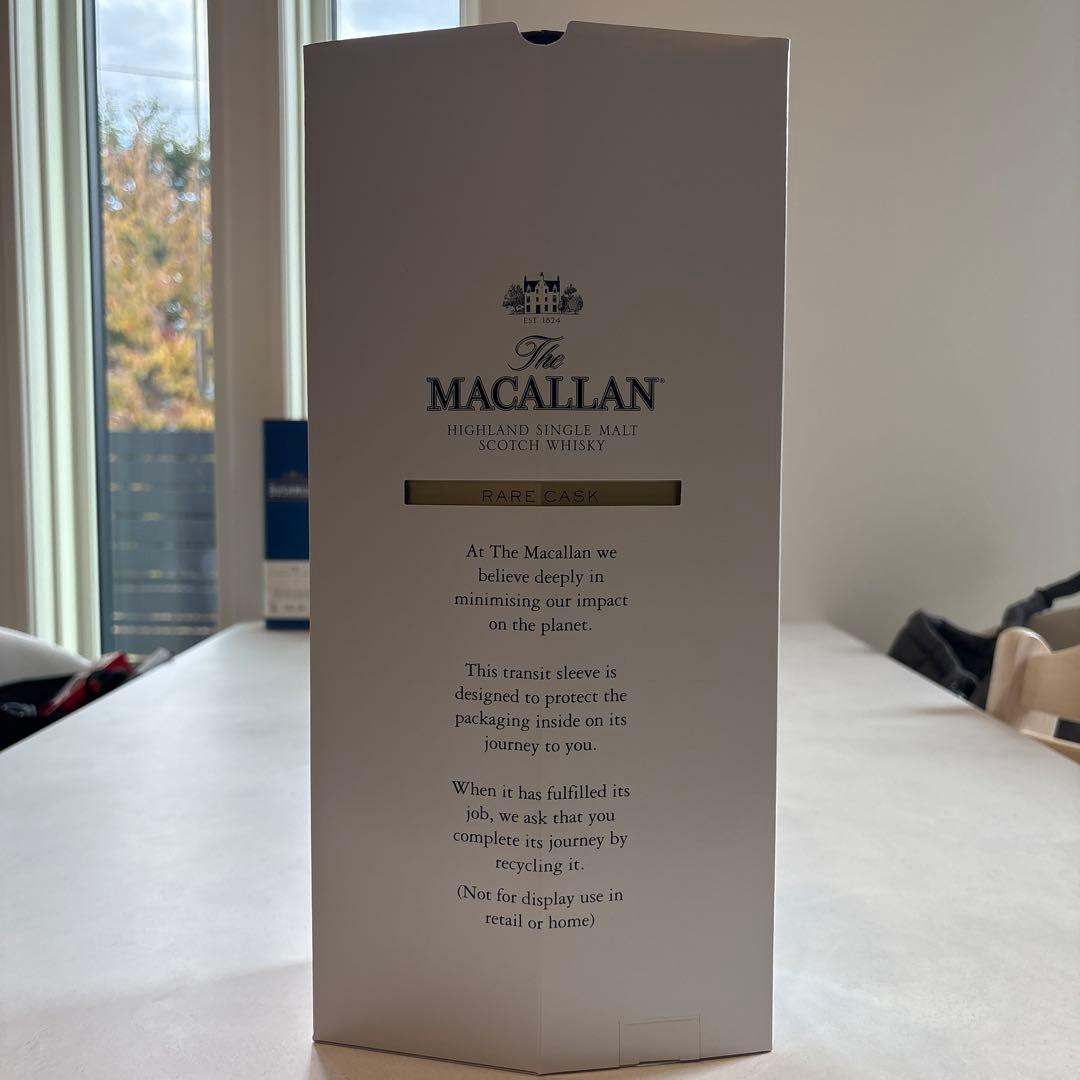 EST. 1824
The
MACALLAN®
HIGHLAND SINGLE MALT
SCOTCH WHISKY
RARE CASK
At The Macallan we
believe deeply in
minimising our impact
on the planet.
This transit sleeve is
designed to protect the
packaging inside on its
journey to you.
When it has fulfilled its
job, we ask that you
complete its journey by
recycling it.
(Not for display use in
retail or home)